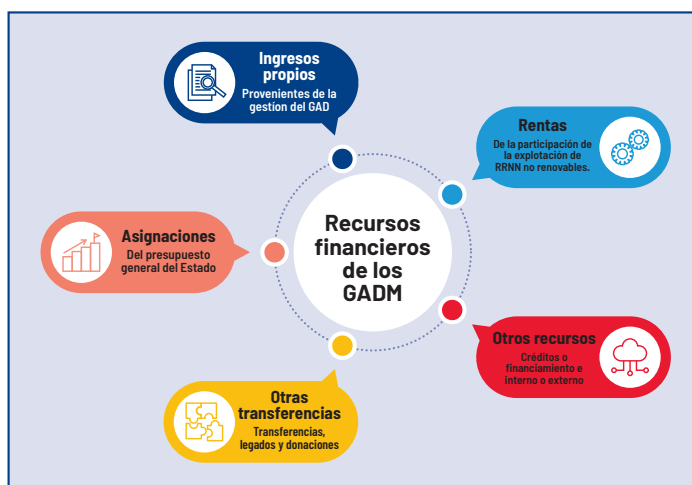 Ingresos
propios
Provenientes de la
gestíon del GAD
Rentas
De la participación de
la explotación de
RRNN no renovables.
Recursos
financieros
de los
GADM
Asignaciones
Del presupuesto
general del Estado
Otros recursos
Créditos o
financiamiento e
interno o externo
Otras
transferencias
Transferencias,
legados y donaciones